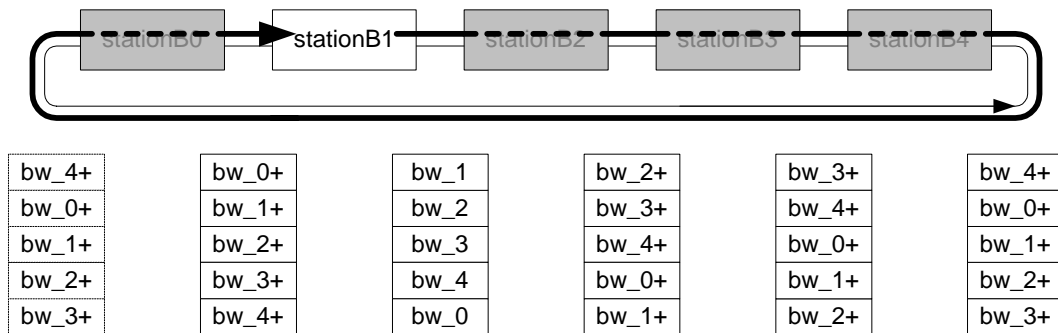 stationB0 stationB1 stationB2 stationB3 stationB4
bw_4+ bw_0+ bw_1 bw_2+ bw_3+ bw_4+
bw_0+ bw_1+ bw_2 bw_3+ bw_4+ bw_0+
bw_1+ bw_2+ bw_3 bw_4+ bw_0+ bw_1+
bw_2+ bw_3+ bw_4 bw_0+ bw_1+ bw_2+
bw_3+ bw_4+ bw_0 bw_1+ bw_2+ bw_3+